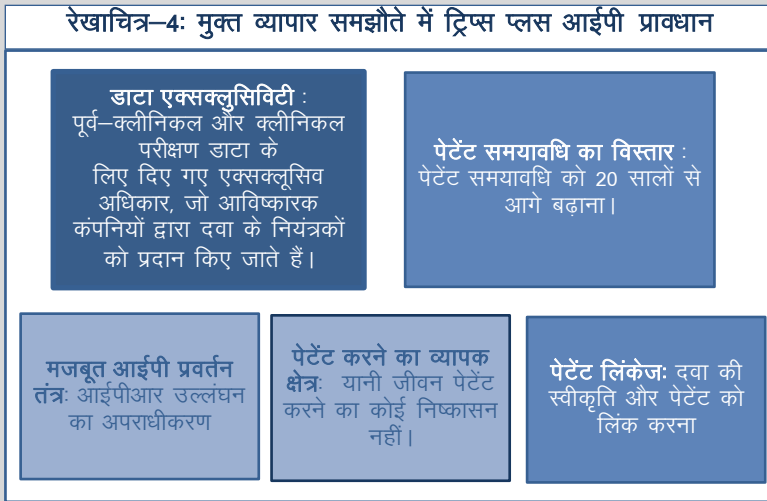 रेखाचित्र–4: मुक्त व्यापार समझौते में ट्रिप्स प्लस आईपी प्रावधान
डाटा एक्सक्लुसिविटी :
पूर्व–क्लीनिकल और क्लीनिकल
परीक्षण डाटा के
लिए दिए गए एक्सक्लूसिव
अधिकार, जो आविष्कारक
कंपनियों द्वारा दवा के नियंत्रकों
को प्रदान किए जाते हैं।
पेटेंट समयावधि का विस्तार :
पेटेंट समयावधि को 20 सालों से
आगे बढ़ाना।
मजबूत आईपी प्रवर्तन
तंत्र: आईपीआर उल्लंघन
का अपराधीकरण
पेटेंट करने का व्यापक
क्षेत्र: यानी जीवन पेटेंट
करने का कोई निष्कासन
नहीं।
पेटेंट लिंकेज: दवा की
स्वीकृति और पेटेंट को
लिंक करना